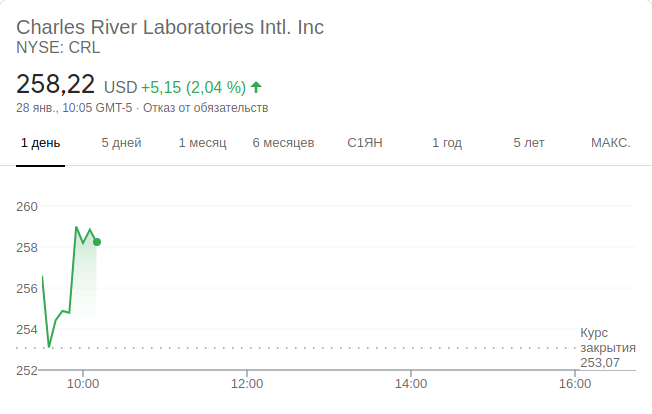 Charles River Laboratories Intl. Inc
NYSE: CRL
258,22 USD +5,15 (2,04 %)
28 янв., 10:05 GMT-5 · Отказ от обязательств
1 день 5 дней 1 месяц 6 месяцев С1ЯН 1 год 5 лет МАКС.
260
258
256
254
Курс
закрытия
253,07
252
10:00 12:00 14:00 16:00